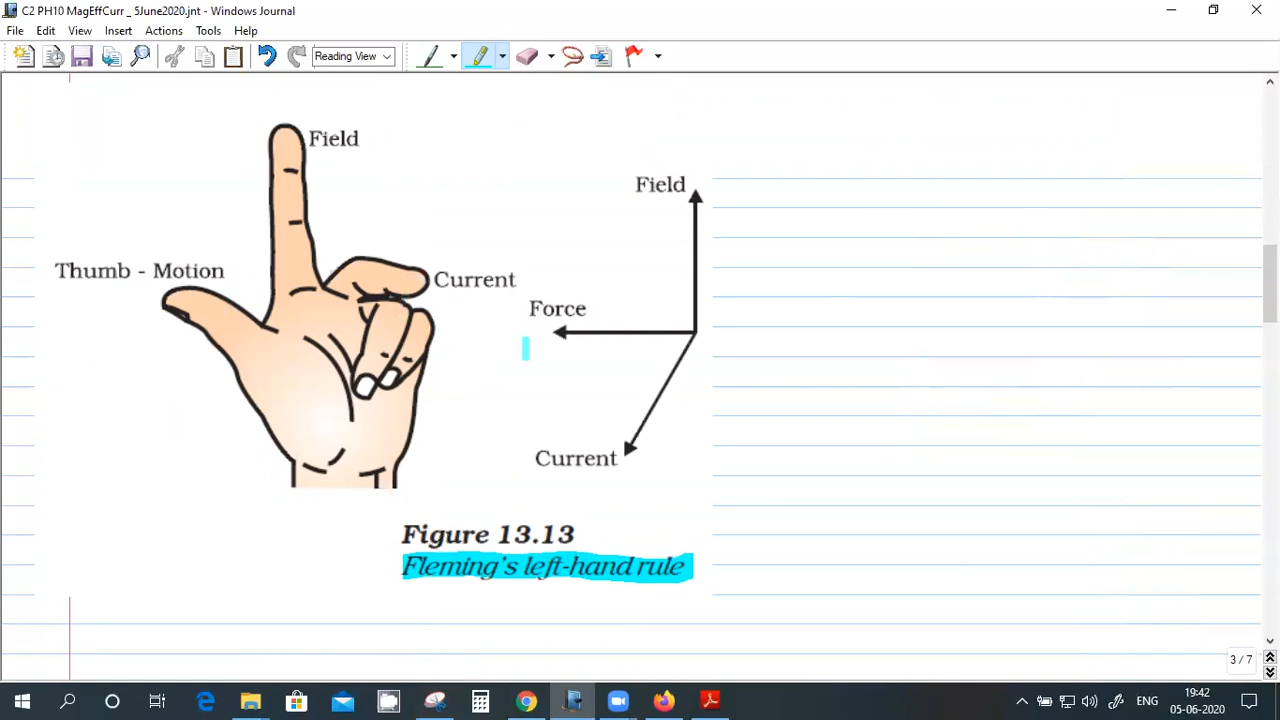 C2 PH10 MagEffCurr _ 5June2020.jnt - Windows Journal
File Edit View Insert Actions Tools Help
Reading View
Field
Field
Thumb - Motion
Current
Force
Current
Figure 13.13
Fleming's left-hand rule
3 / 7
ENG
19:42
05-06-2020